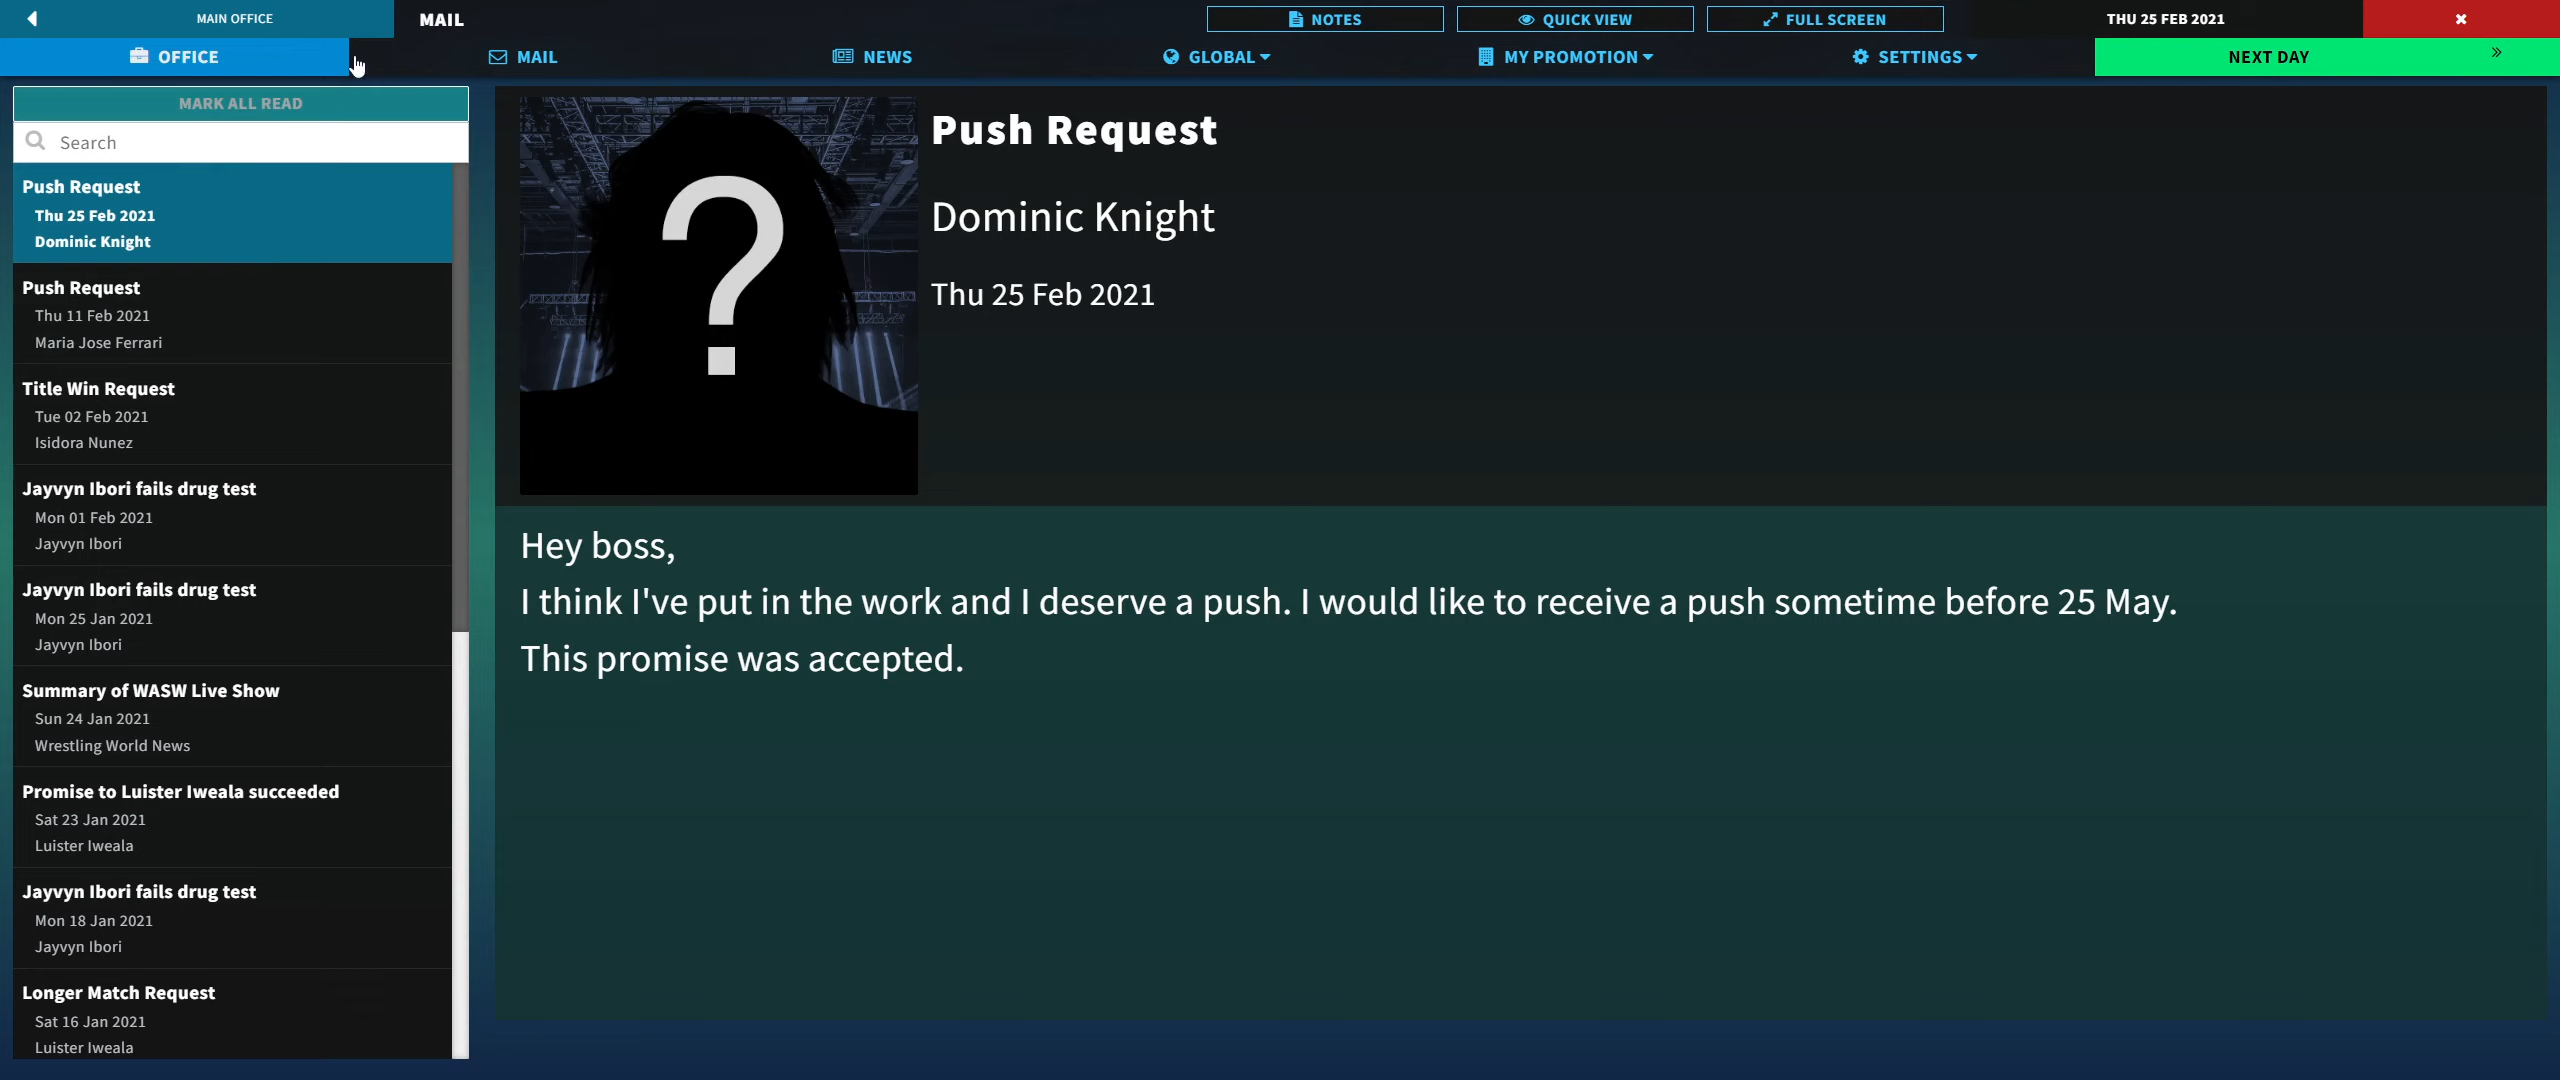 MAIN OFFICE
MAIL
NOTES
QUICK VIEW
FULL SCREEN
THU 25 FEB 2021
OFFICE
MAIL
NEWS
GLOBAL
MY PROMOTION
SETTINGS
NEXT DAY
MARK ALL READ
Search
Push Request
Thu 25 Feb 2021
Dominic Knight
Push Request
Thu 11 Feb 2021
Maria Jose Ferrari
Title Win Request
Tue 02 Feb 2021
Isidora Nunez
Jayvyn Ibori fails drug test
Mon 01 Feb 2021
Jayvyn Ibori
Jayvyn Ibori fails drug test
Mon 25 Jan 2021
Jayvyn Ibori
Summary of WASW Live Show
Sun 24 Jan 2021
Wrestling World News
Promise to Luister Iweala succeeded
Sat 23 Jan 2021
Luister Iweala
Jayvyn Ibori fails drug test
Mon 18 Jan 2021
Jayvyn Ibori
Longer Match Request
Sat 16 Jan 2021
Luister Iweala
?
Push Request
Dominic Knight
Thu 25 Feb 2021
Hey boss,
I think I've put in the work and I deserve a push. I would like to receive a push sometime before 25 May.
This promise was accepted.